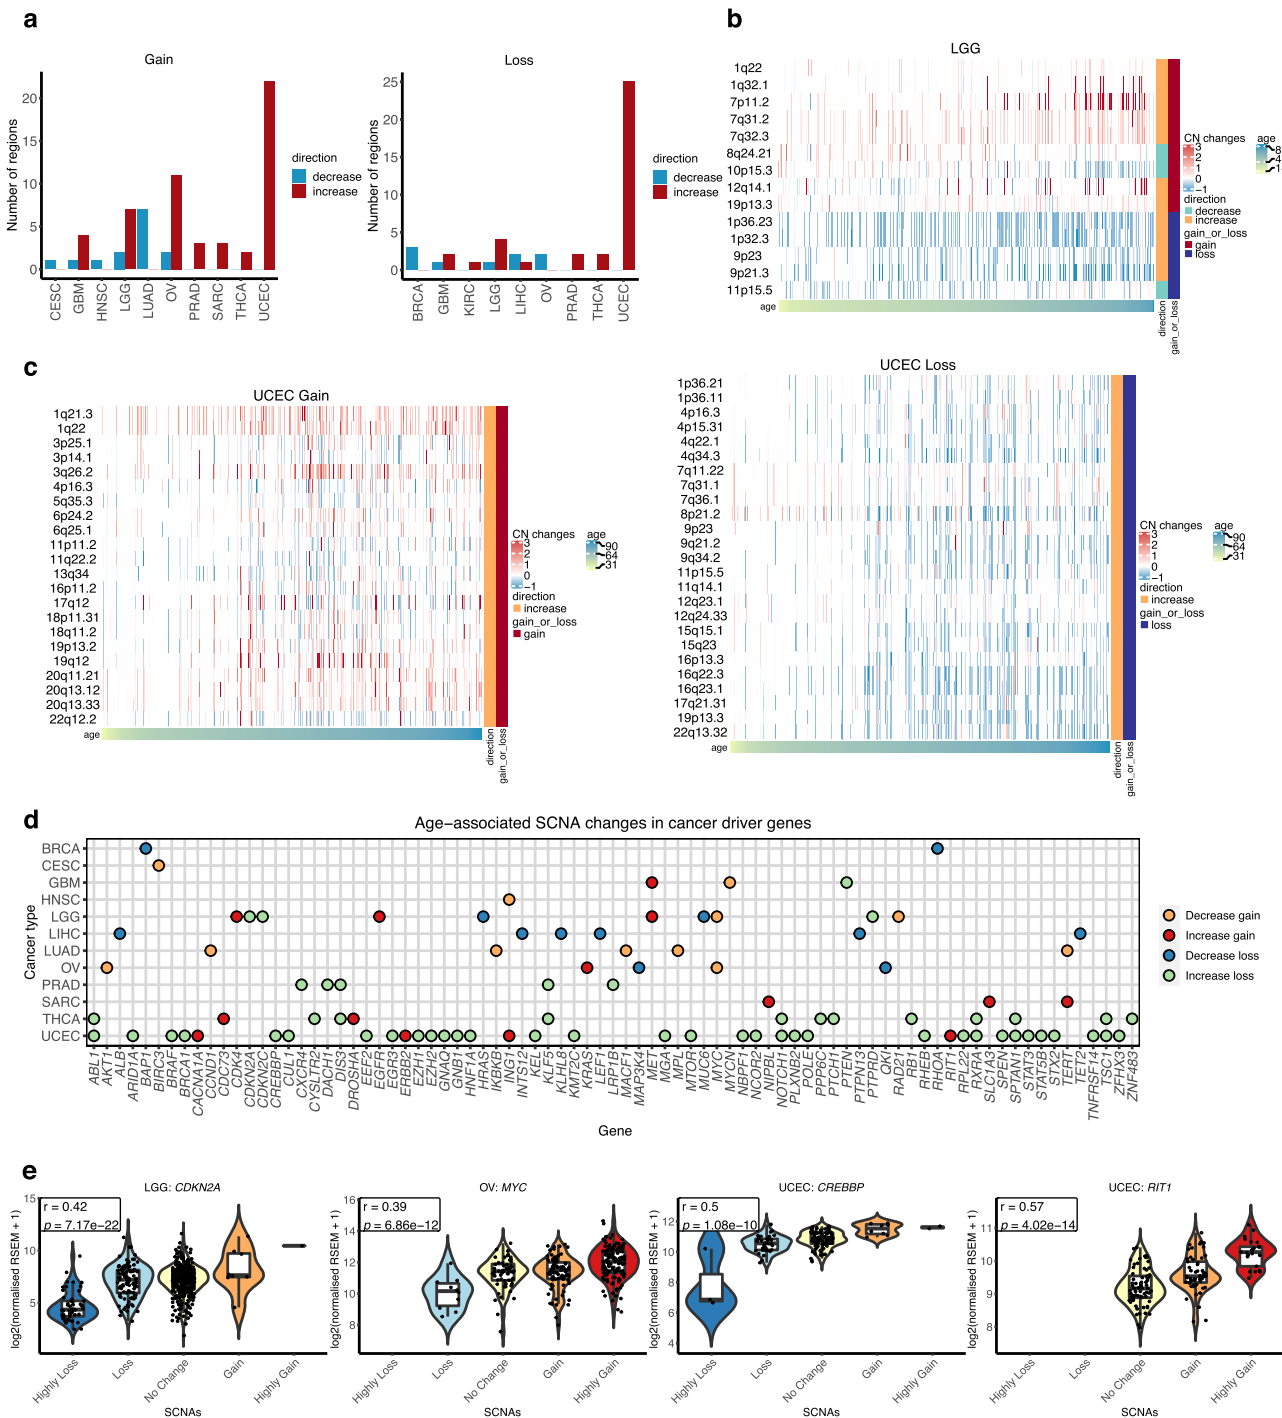 a
Gain
Number of regions
20
15
10
5
0
CESC
GBM
HNSC
LGG
LUAD
OV
PRAD
SARC
THCA
UCEC
direction
decrease
increase
Loss
Number of regions
25
20
15
10
5
0
BRCA
GBM
KIRC
LGG
LIHC
OV
PRAD
THCA
UCEC
direction
decrease
increase
b
LGG
1q22
1q32.1
7p11.2
7q31.2
7q32.3
8q24.21
10p15.3
12q14.1
19p13.3
1p36.23
1p32.3
9p23
9p21.3
11p15.5
age
direction
gain_or_loss
CN changes
3
2
1
0
−1
age
8
4
1
direction
decrease
increase
gain_or_loss
gain
loss
c
UCEC Gain
1q21.3
1q22
3p25.1
3p14.1
3q26.2
4p16.3
5q35.3
6p24.2
6q25.1
11p11.2
11q22.2
13q34
16p11.2
17q12
18p11.31
18q11.2
19p13.2
19q12
20q11.21
20q13.12
20q13.33
22q12.2
age
direction
gain_or_loss
CN changes
3
2
1
0
−1
age
90
64
31
direction
increase
gain_or_loss
gain
UCEC Loss
1p36.21
1p36.11
4p16.3
4p15.31
4q22.1
4q34.3
7q11.22
7q31.1
7q36.1
8p21.2
9p23
9q21.2
9q34.2
11p15.5
11q14.1
12q23.1
12q24.33
15q15.1
15q23
16p13.3
16q22.3
16q23.1
17q21.31
19p13.3
22q13.32
age
direction
gain_or_loss
CN changes
3
2
1
0
−1
age
90
64
31
direction
increase
gain_or_loss
loss
d
Age−associated SCNA changes in cancer driver genes
Cancer type
BRCA
CESC
GBM
HNSC
LGG
LIHC
LUAD
OV
PRAD
SARC
THCA
UCEC
ABL1
AKT1
ALB
ARID1A
BAP1
BIRC3
BRAF
BRCA1
CACNA1A
CCND1
CDC73
CDK4
CDKN2A
CDKN2C
CREBBP
CUL1
CXCR4
CYSLTR2
DACH1
DIS3
DROSHA
EEF2
EGFR
EGR3
ERBB2
EZH1
EZH2
GNAQ
GNB1
HNF1A
HRAS
IKBKB
ING1
INTS12
KEL
KLF5
KLHL8
KMT2C
KRAS
LEF1
LRP1B
MACF1
MAP3K4
MET
MGA
MPL
MTOR
MUC6
MYC
MYCN
NBPF1
NCOR2
NIPBL
NOTCH1
PLXNB2
POLE
PPP6C
PTCH1
PTEN
PTPN13
PTPRD
QKI
RAD21
RB1
RHEB
RHOA
RIT1
RPL22
RXRA
SLC1A3
SPEN
SPTAN1
STAT3
STAT5B
STX2
TERT
TET2
TNFRSF14
TSC1
ZFHX3
ZNF483
Gene
Decrease gain
Increase gain
Decrease loss
Increase loss
e
LGG: CDKN2A
log2(normalised RSEM + 1)
15
10
5
r = 0.42
p = 7.17e−22
Highly Loss
Loss
No Change
Gain
Highly Gain
SCNAs
OV: MYC
log2(normalised RSEM + 1)
16
14
12
10
8
r = 0.39
p = 6.86e−12
Highly Loss
Loss
No Change
Gain
Highly Gain
SCNAs
UCEC: CREBBP
log2(normalised RSEM + 1)
12
10
8
6
4
r = 0.5
p = 1.08e−10
Highly Loss
Loss
No Change
Gain
Highly Gain
SCNAs
UCEC: RIT1
log2(normalised RSEM + 1)
11
10
9
8
r = 0.57
p = 4.02e−14
Highly Loss
Loss
No Change
Gain
Highly Gain
SCNAs